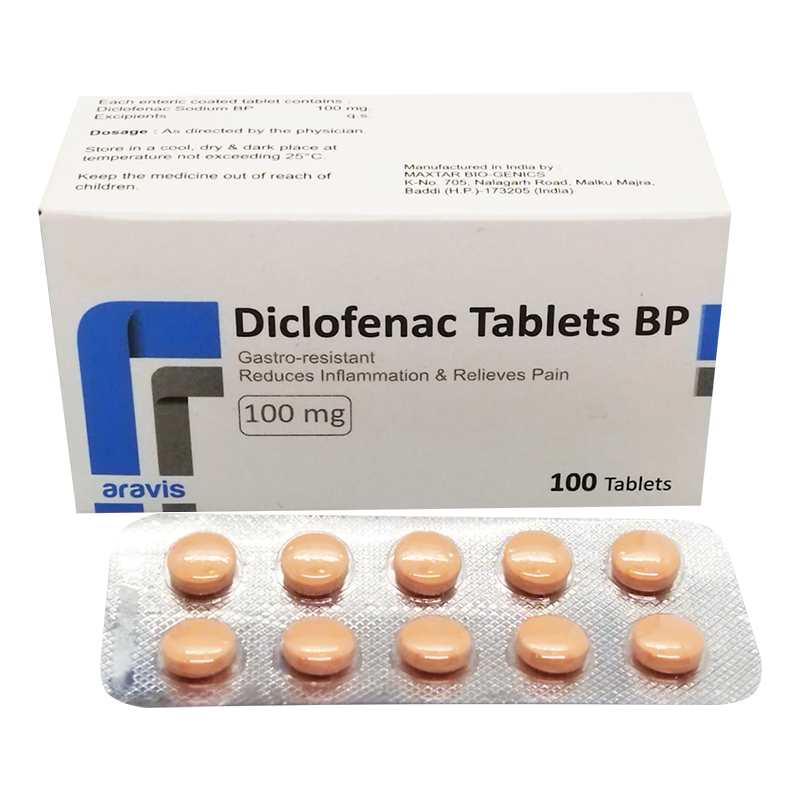 Each enteric coated tablet contains :
Diclofenac Sodium BP 100 mg.
Excipients q.s.
Dosage : As directed by the physician.
Store in a cool, dry & dark place at
temperature not exceeding 25°C.
Keep the medicine out of reach of
children.
Manufactured in India by :
MAXTAR BIO-GENICS
K-No. 705, Nalagarh Road, Malku Majra,
Baddi (H.P.)-173205 (India)
Diclofenac Tablets BP
Gastro-resistant
Reduces Inflammation & Relieves Pain
100 mg
aravis
100 Tablets